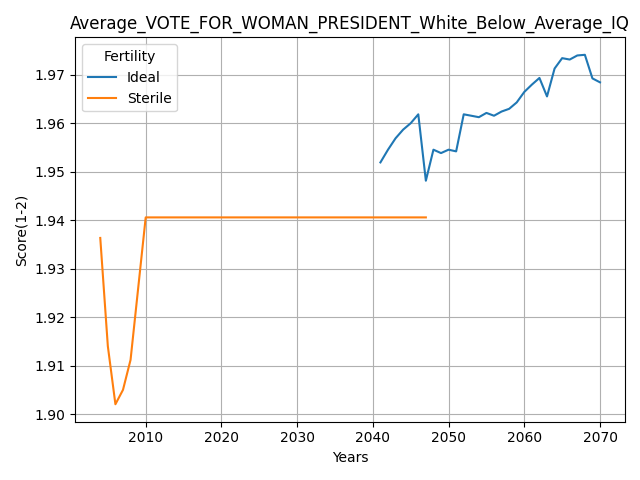 Average_VOTE_FOR_WOMAN_PRESIDENT_White_Below_Average_IQ
Fertility
Ideal
Sterile
1.97
1.96
1.95
1.94
1.93
1.92
1.91
1.90
Score(1-2)
2010
2020
2030
2040
2050
2060
2070
Years